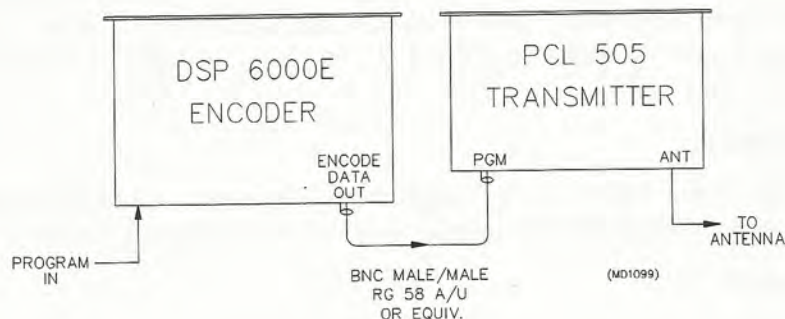 DSP 6000E
ENCODER
ENCODE
DATA
OUT
PCL 505
TRANSMITTER
PGM
ANT
PROGRAM
IN
TO
ANTENNA
BNC MALE/MALE
RG 58 A/U
OR EQUIV.
(MD1099)